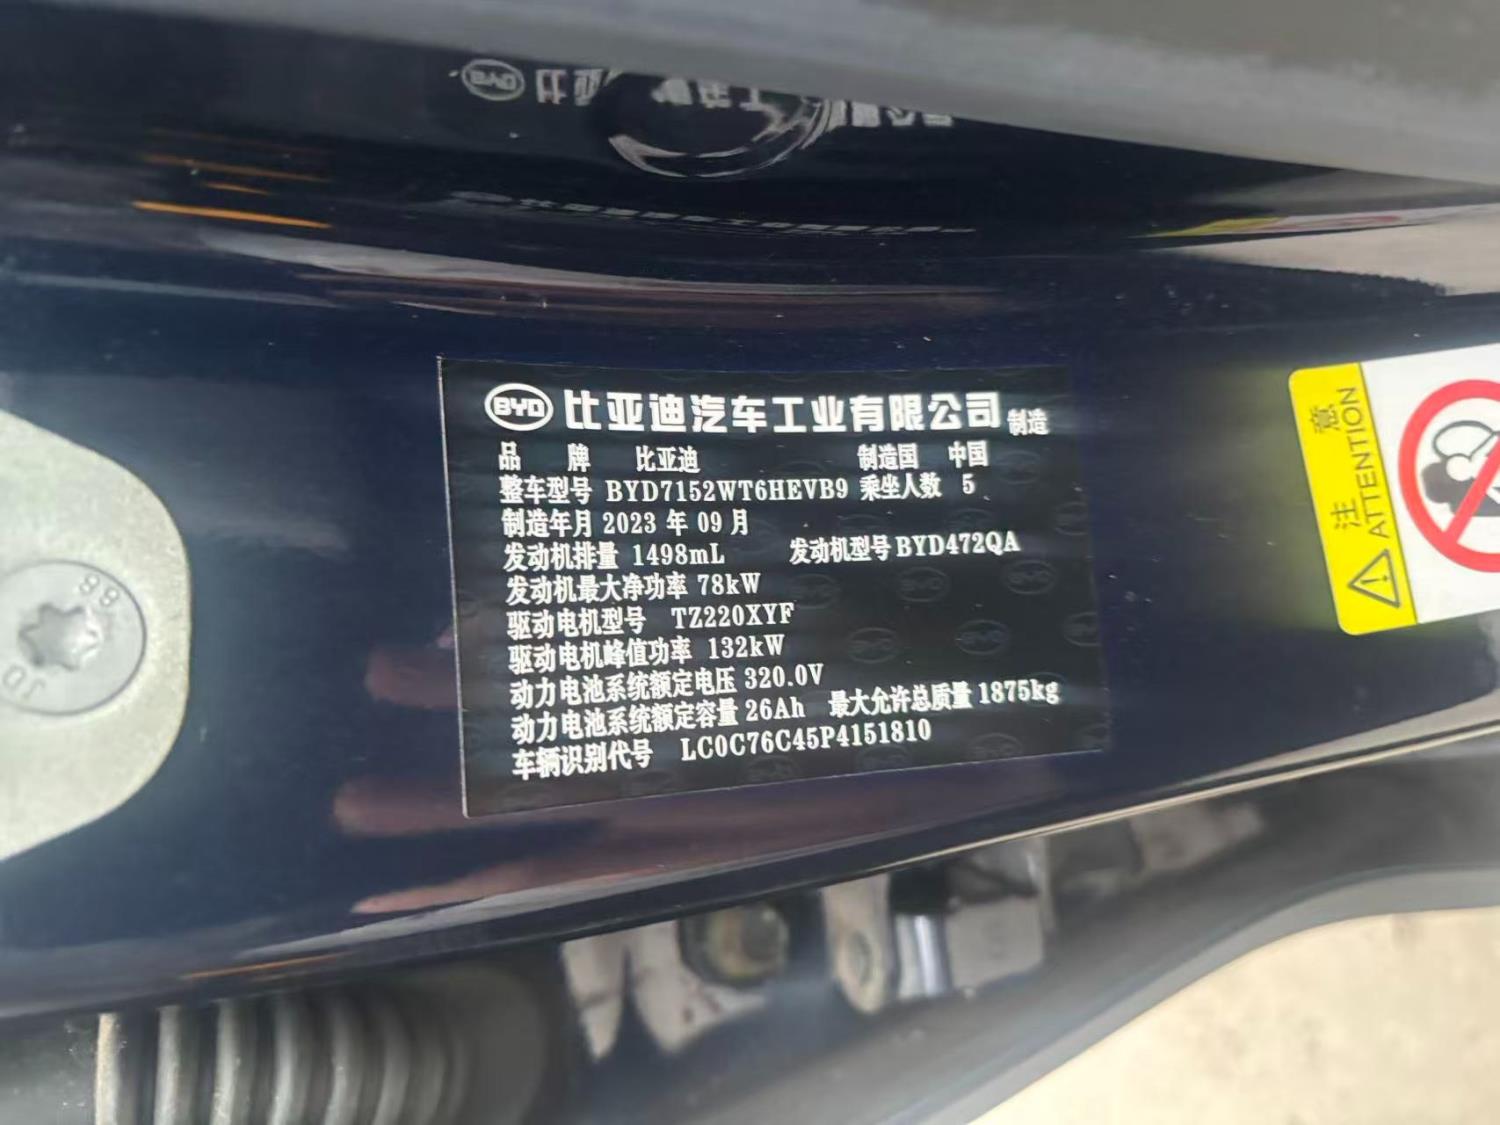 BYD 比亚迪汽车工业有限公司 制造
品 牌 比亚迪 制造国 中国
整车型号 BYD7152WT6HEVB9 乘坐人数 5
制造年月 2023 年 09 月
发动机排量 1498mL 发动机型号 BYD472QA
发动机最大净功率 78kW
驱动电机型号 TZ220XYF
驱动电机峰值功率 132kW
动力电池系统额定电压 320.0V
动力电池系统额定容量 26Ah 最大允许总质量 1875kg
车辆识别代号 LC0C76C45P4151810
注 意
ATTENTION
8.8
JD